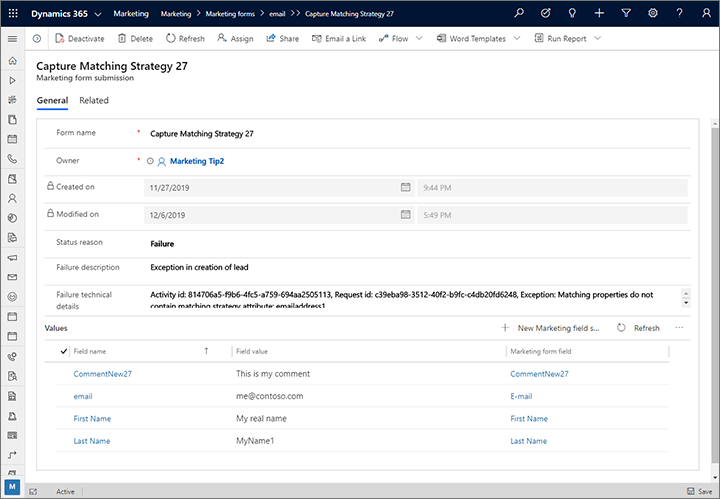 Dynamics 365 Marketing Marketing > Marketing forms > email > Capture Matching Strategy 27
Deactivate Delete Refresh Assign Share Email a Link Flow Word Templates Run Report
Capture Matching Strategy 27
Marketing form submission
General Related
Form name * Capture Matching Strategy 27
Owner * Marketing Tip2
Created on 11/27/2019 9:44 PM
Modified on 12/6/2019 5:49 PM
Status reason Failure
Failure description Exception in creation of lead
Failure technical details Activity id: 814706a5-f9b6-4fc5-a759-694aa2505113, Request id: c39eba98-3512-40f2-b9fc-c4db20fd6248, Exception: Matching properties do not
contain matching strategy attribute: emailaddress1
Values + New Marketing field s... Refresh ...
Field name ↑ Field value Marketing form field
CommentNew27 This is my comment CommentNew27
email me@contoso.com E-mail
First Name My real name First Name
Last Name MyName1 Last Name
M Active Save